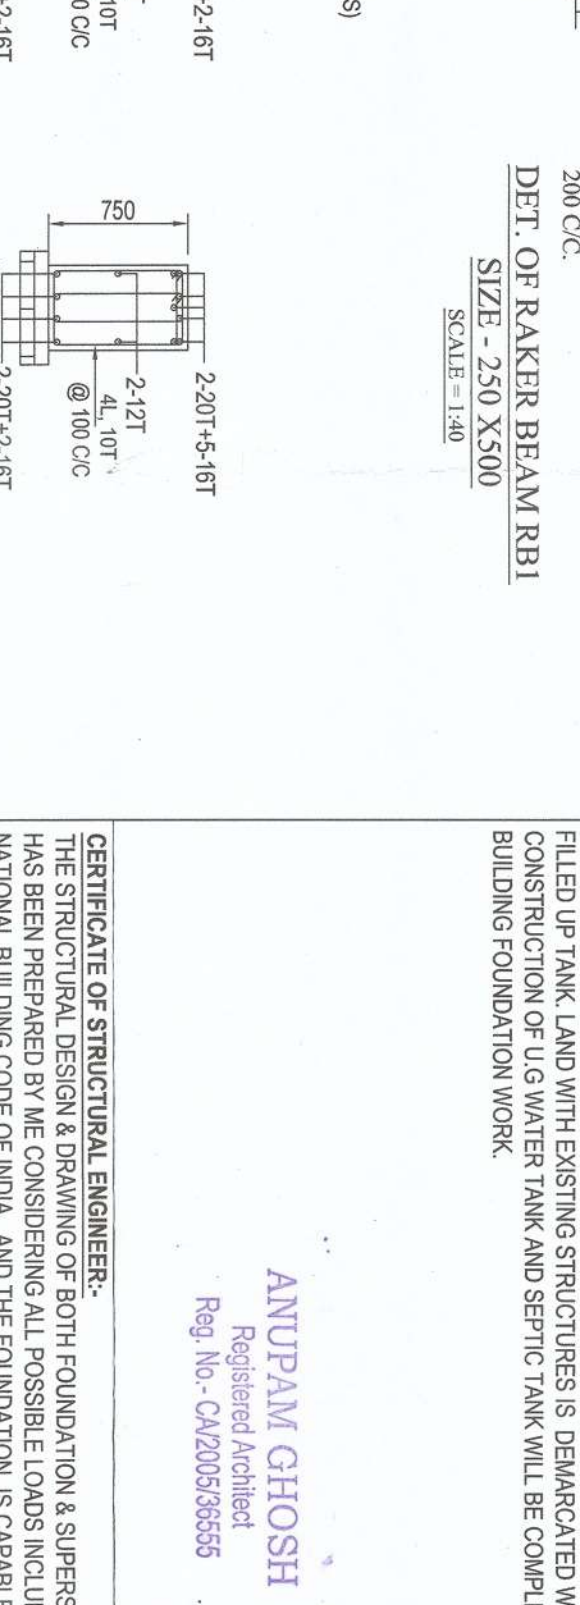 200 C/C.
DET. OF RAKER BEAM RB1
SIZE - 250 X500
SCALE = 1:40
S)
+2-16T
10T
0 C/C
+2-16T
750
2-20T+5-16T
2-12T
4L, 10T
@ 100 C/C
2-20T+2-16T
FILLED UP TANK. LAND WITH EXISTING STRUCTURES IS DEMARCATED W
CONSTRUCTION OF U.G WATER TANK AND SEPTIC TANK WILL BE COMPL
BUILDING FOUNDATION WORK.
ANUPAM GHOSH
Registered Architect
Reg. No.- CA/2005/36555
CERTIFICATE OF STRUCTURAL ENGINEER:-
THE STRUCTURAL DESIGN & DRAWING OF BOTH FOUNDATION & SUPERS
HAS BEEN PREPARED BY ME CONSIDERING ALL POSSIBLE LOADS INCLU
NATIONAL BUILDING CODE OF INDIA AND THE FOUNDATION IS CAPABLE